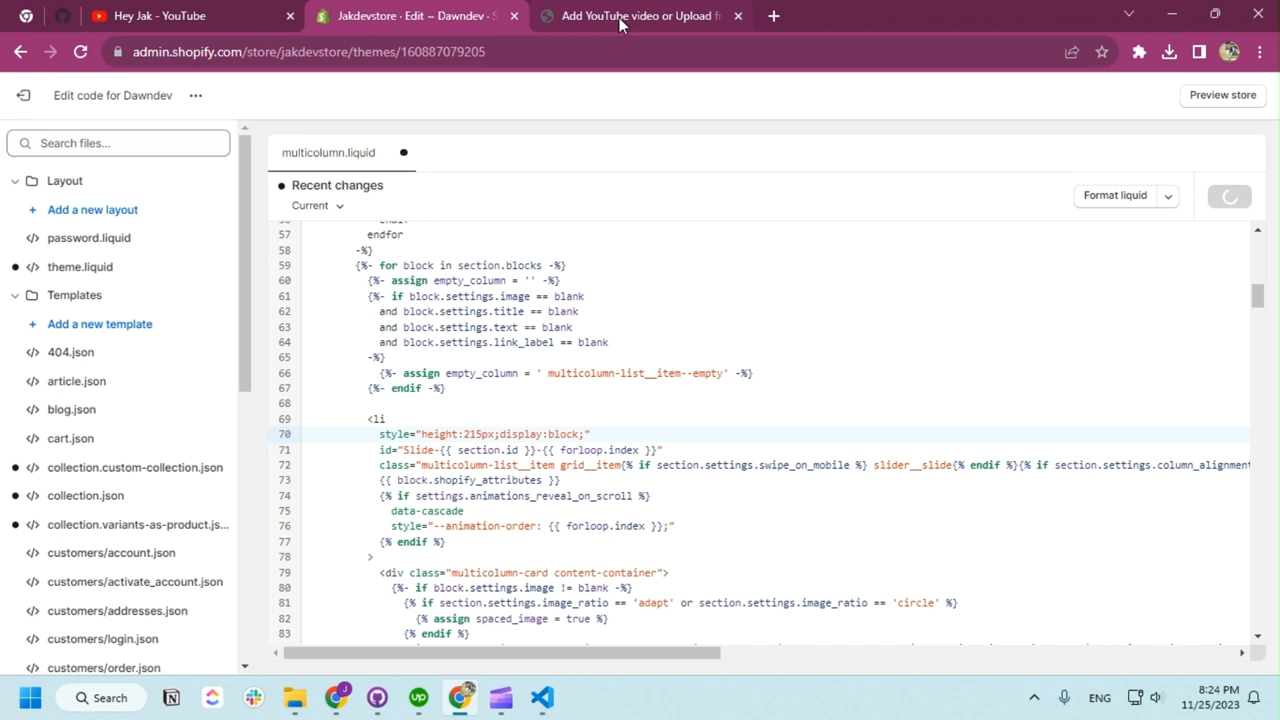 Hey Jak - YouTube
Jakdevstore · Edit ~ Dawndev · S
Add YouTube video or Upload f
admin.shopify.com/store/jakdevstore/themes/160887079205
Edit code for Dawndev
Preview store
Search files...
Layout
+ Add a new layout
password.liquid
theme.liquid
Templates
+ Add a new template
404.json
article.json
blog.json
cart.json
collection.custom-collection.json
collection.json
collection.variants-as-product.js...
customers/account.json
customers/activate_account.json
customers/addresses.json
customers/login.json
customers/order.json
multicolumn.liquid
Recent changes
Current
Format liquid
57 endfor
58 -%}
59 {%- for block in section.blocks -%}
60 {%- assign empty_column = '' -%}
61 {%- if block.settings.image == blank
62 and block.settings.title == blank
63 and block.settings.text == blank
64 and block.settings.link_label == blank
65 -%}
66 {%- assign empty_column = ' multicolumn-list__item--empty' -%}
67 {%- endif -%}
68
69 <li
70 style="height:215px;display:block;"
71 id="Slide-{{ section.id }}-{{ forloop.index }}"
72 class="multicolumn-list__item grid__item{% if section.settings.swipe_on_mobile %} slider__slide{% endif %}{% if section.settings.column_alignment
73 {{ block.shopify_attributes }}
74 {% if settings.animations_reveal_on_scroll %}
75 data-cascade
76 style="--animation-order: {{ forloop.index }};"
77 {% endif %}
78 >
79 <div class="multicolumn-card content-container">
80 {%- if block.settings.image != blank -%}
81 {% if section.settings.image_ratio == 'adapt' or section.settings.image_ratio == 'circle' %}
82 {% assign spaced_image = true %}
83 {% endif %}
Search
ENG
8:24 PM
11/25/2023